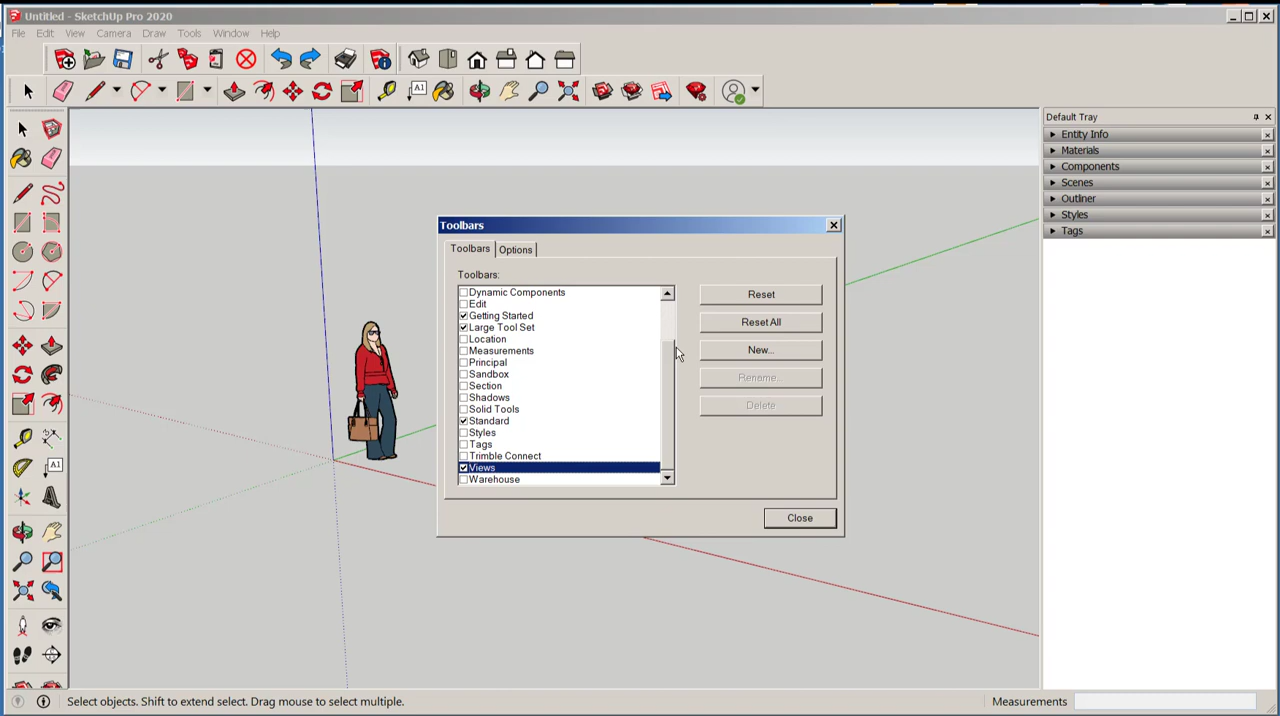 Untitled - SketchUp Pro 2020
File Edit View Camera Draw Tools Window Help
A1
Default Tray
Entity Info
Materials
Components
Scenes
Outliner
Styles
Tags
Toolbars
Toolbars Options
Toolbars:
Dynamic Components
Edit
Getting Started
Large Tool Set
Location
Measurements
Principal
Sandbox
Section
Shadows
Solid Tools
Standard
Styles
Tags
Trimble Connect
Views
Warehouse
Reset
Reset All
New...
Rename...
Delete
Close
A1
Select objects. Shift to extend select. Drag mouse to select multiple.
Measurements